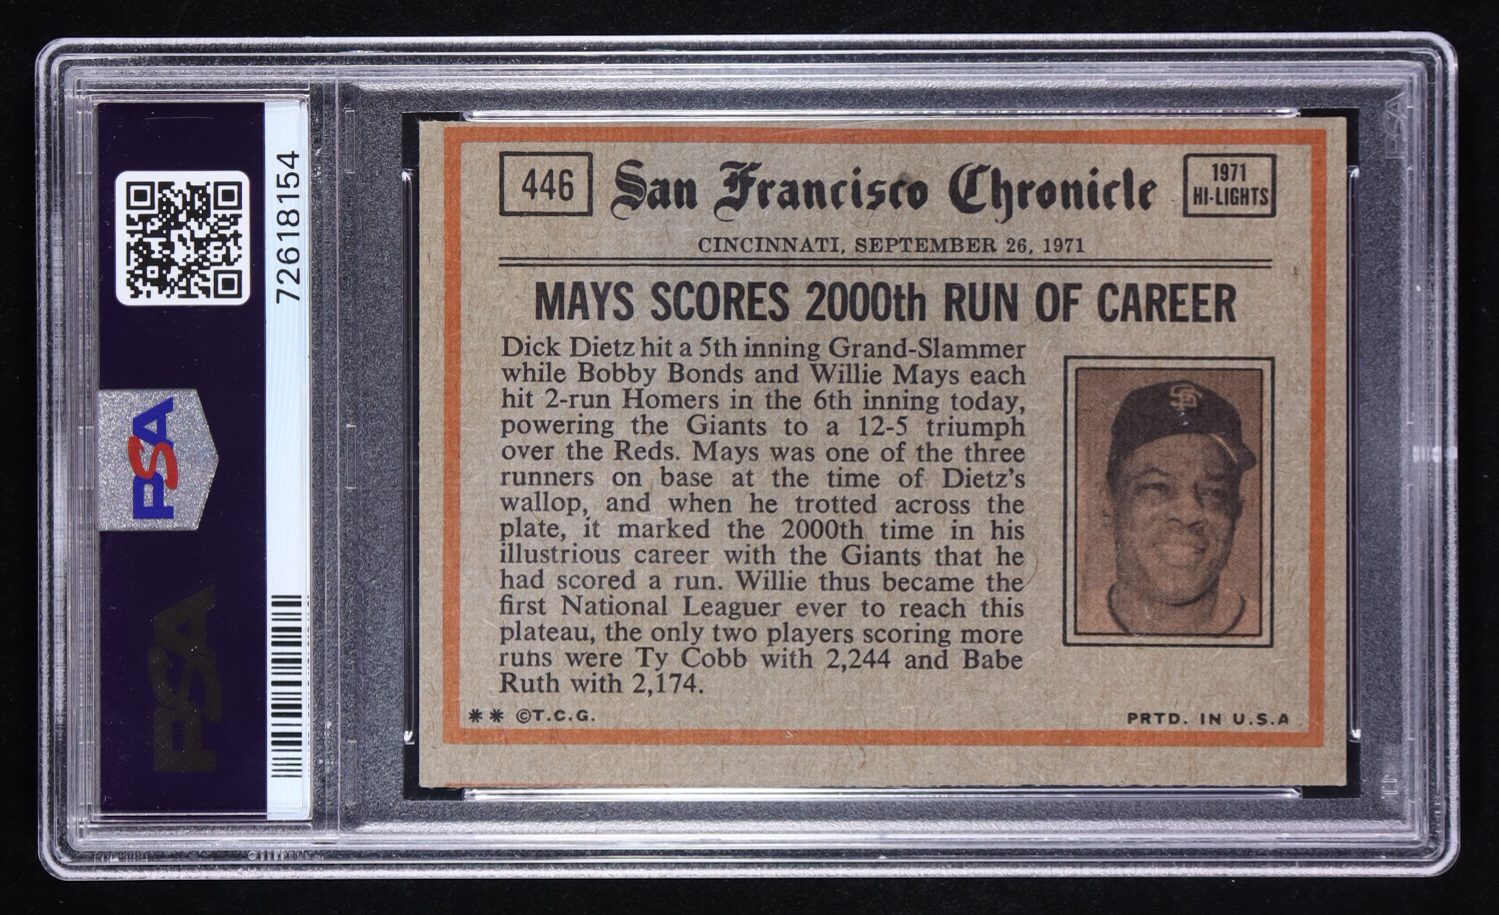 72618154
PSA
PSA
446
San Francisco Chronicle
1971
HI-LIGHTS
CINCINNATI, SEPTEMBER 26, 1971
MAYS SCORES 2000th RUN OF CAREER
Dick Dietz hit a 5th inning Grand-Slammer
while Bobby Bonds and Willie Mays each
hit 2-run Homers in the 6th inning today,
powering the Giants to a 12-5 triumph
over the Reds. Mays was one of the three
runners on base at the time of Dietz's
wallop, and when he trotted across the
plate, it marked the 2000th time in his
illustrious career with the Giants that he
had scored a run. Willie thus became the
first National Leaguer ever to reach this
plateau, the only two players scoring more
runs were Ty Cobb with 2,244 and Babe
Ruth with 2,174.
SF
** ©T.C.G.
PRTD. IN U.S.A
PSA